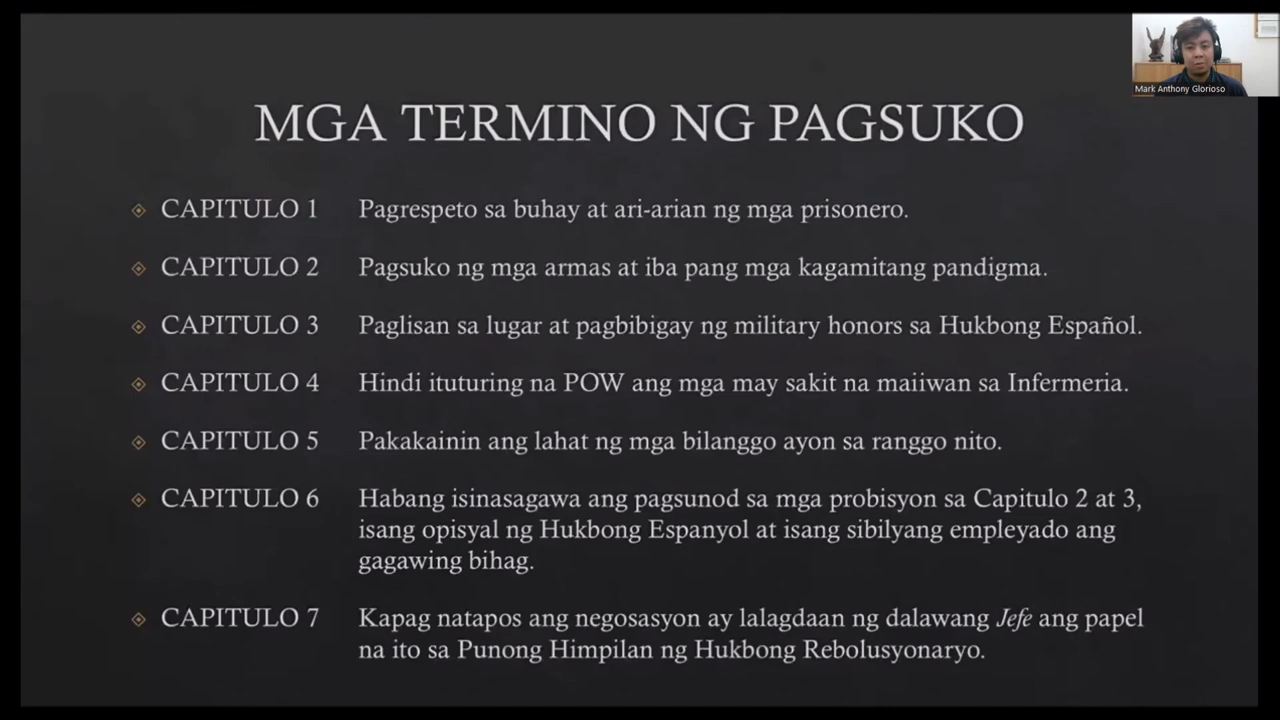 Mark Anthony Glorioso
MGA TERMINO NG PAGSUKO
CAPITULO 1 Pagrespeto sa buhay at ari-arian ng mga prisonero.
CAPITULO 2 Pagsuko ng mga armas at iba pang mga kagamitang pandigma.
CAPITULO 3 Paglisan sa lugar at pagbibigay ng military honors sa Hukbong Español.
CAPITULO 4 Hindi ituturing na POW ang mga may sakit na maiiwan sa Infermeria.
CAPITULO 5 Pakakainin ang lahat ng mga bilanggo ayon sa ranggo nito.
CAPITULO 6 Habang isinasagawa ang pagsunod sa mga probisyon sa Capitulo 2 at 3,
isang opisyal ng Hukbong Espanyol at isang sibilyang empleyado ang
gagawing bihag.
CAPITULO 7 Kapag natapos ang negosasyon ay lalagdaan ng dalawang Jefe ang papel
na ito sa Punong Himpilan ng Hukbong Rebolusyonaryo.